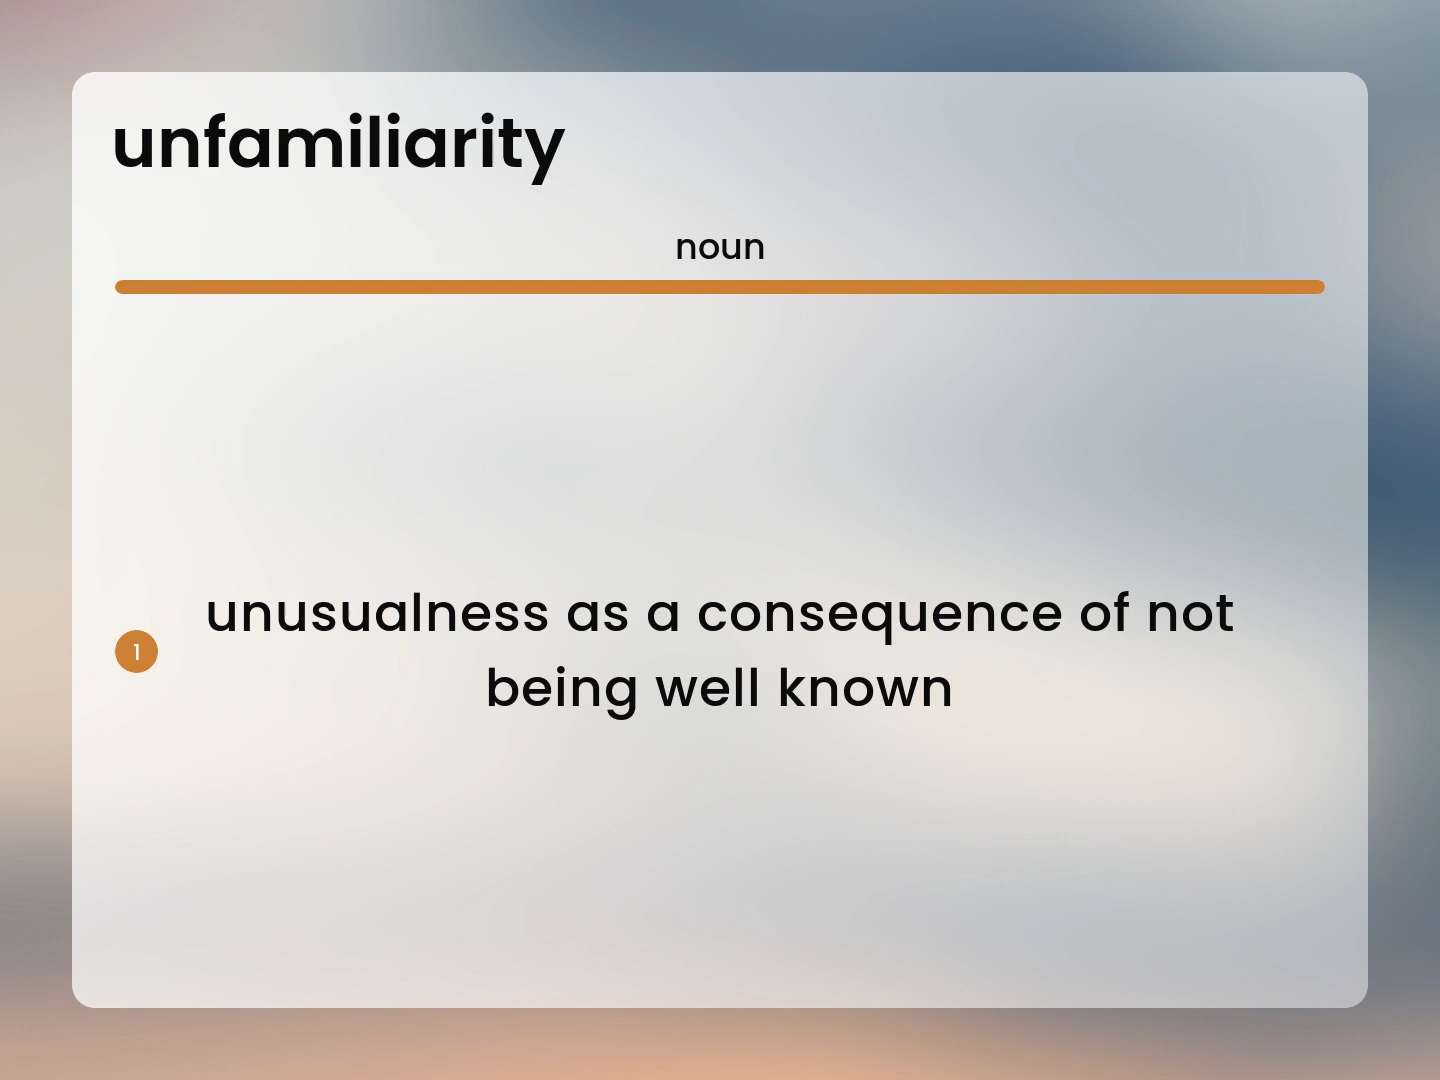 unfamiliarity
noun
1
unusualness as a consequence of not
being well known